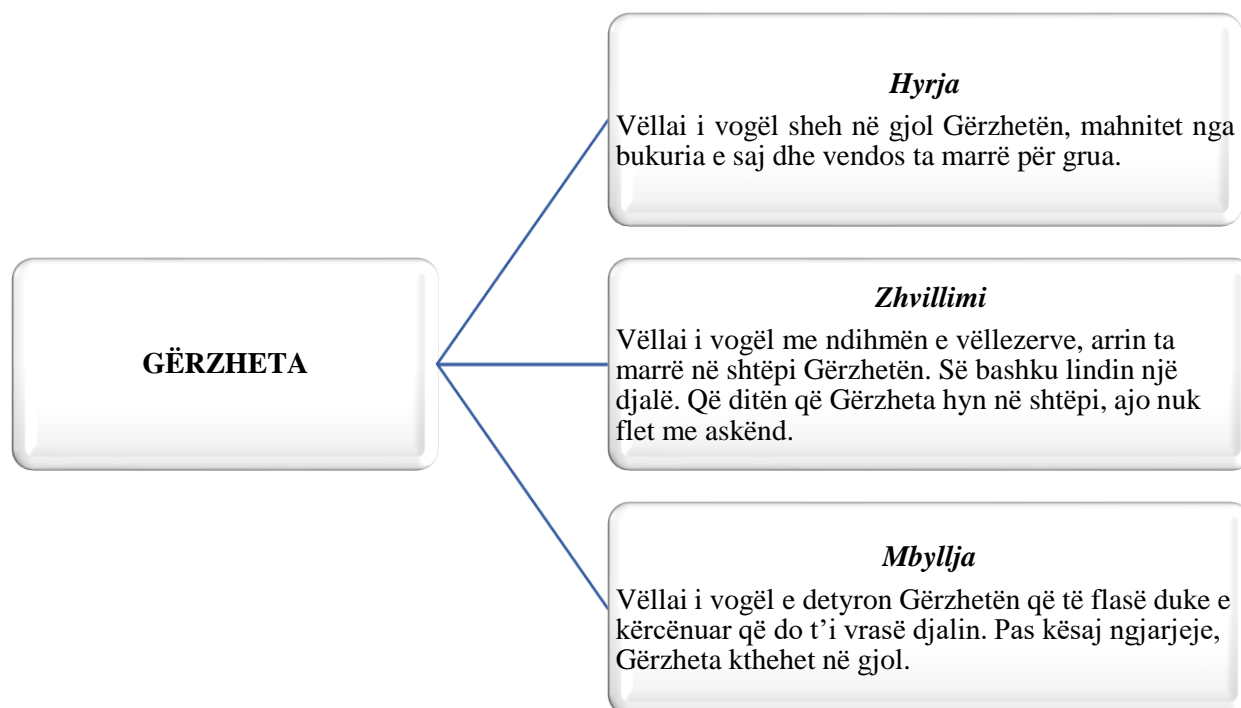 GËRZHETA
Hyrja
Vëllai i vogël sheh në gjol Gërzhetën, mahnitet nga
bukuria e saj dhe vendos ta marrë për grua.
Zhvillimi
Vëllai i vogël me ndihmën e vëllezërve, arrin ta
marrë në shtëpi Gërzhetën. Së bashku lindin një
djalë. Që ditën që Gërzheta hyn në shtëpi, ajo nuk
flet me askënd.
Mbyllja
Vëllai i vogël e detyron Gërzhetën që të flasë duke e
kërcënuar që do t’i vrasë djalin. Pas kësaj ngjarjeje,
Gërzheta kthehet në gjol.